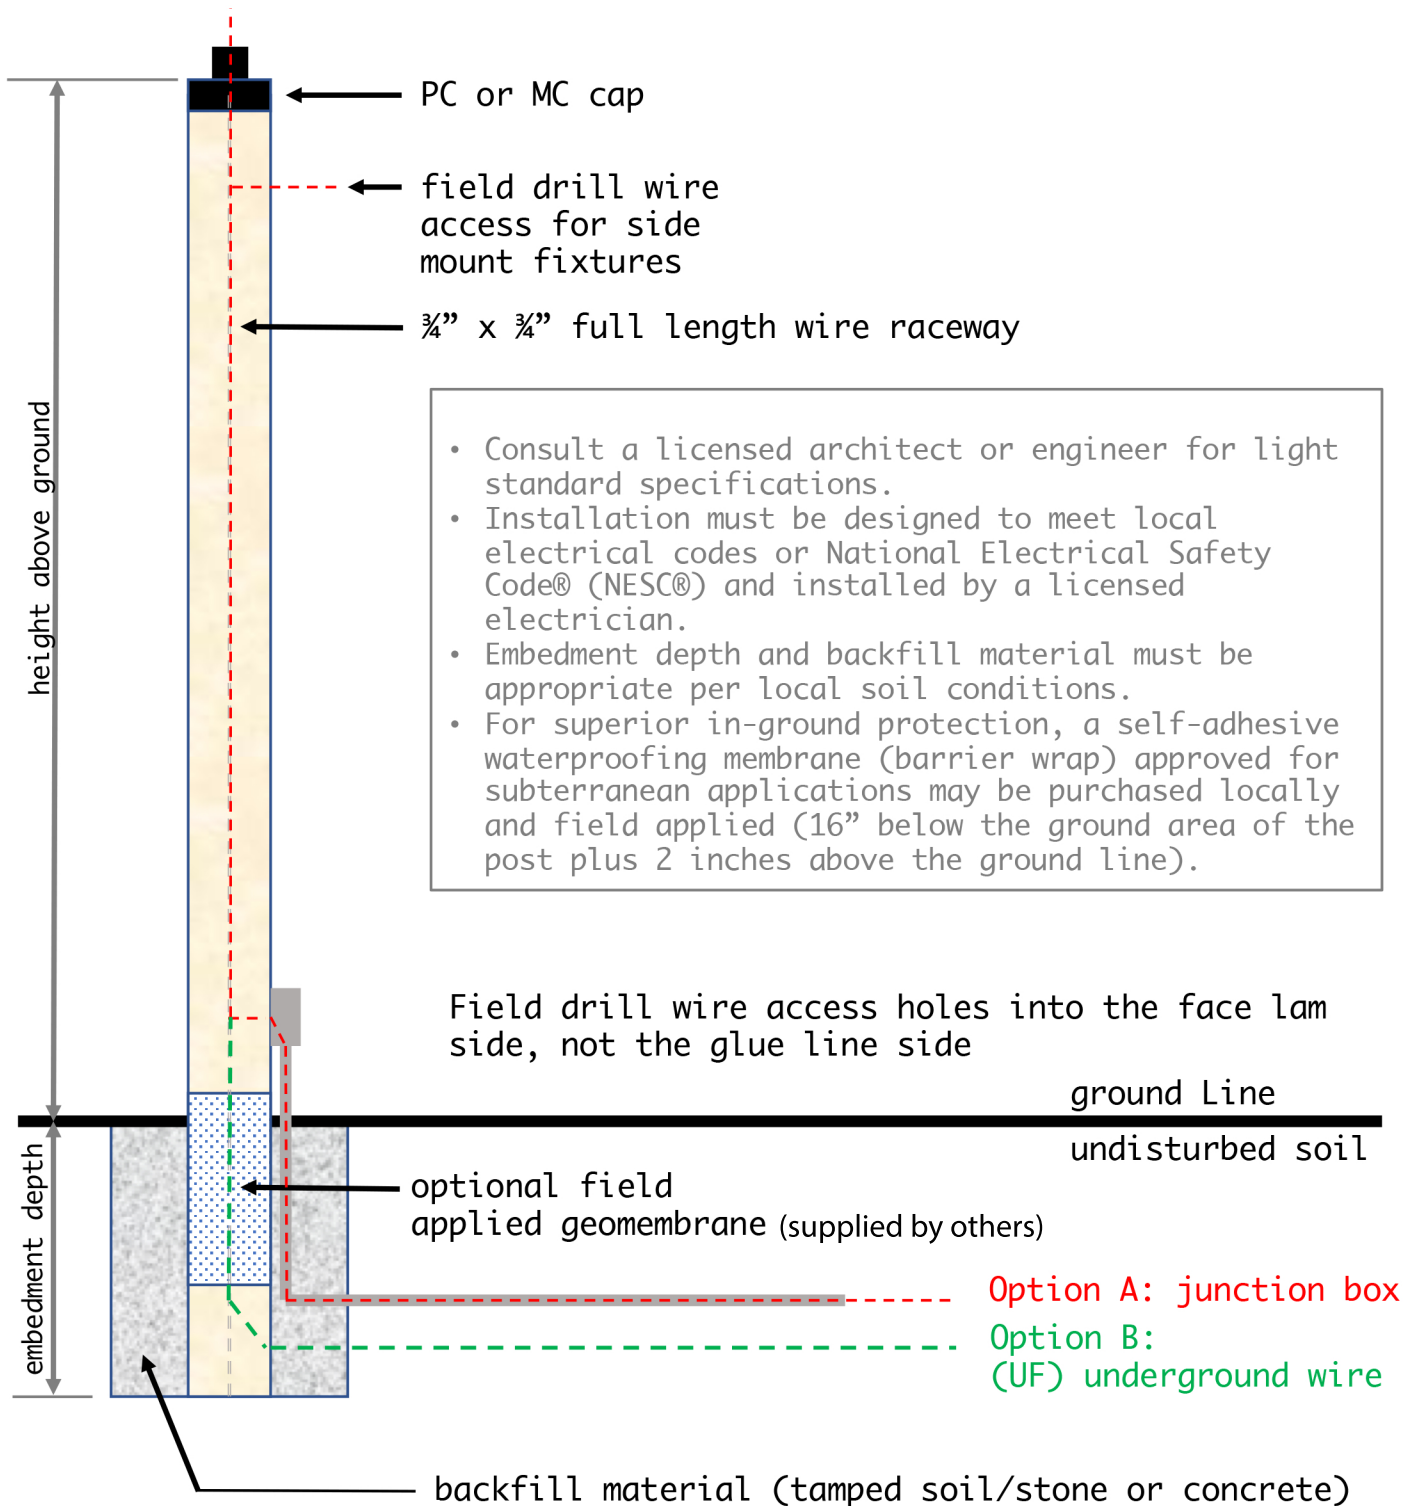 PC or MC cap
field drill wire
access for side
mount fixtures
¾” x ¾” full length wire raceway
height above ground
• Consult a licensed architect or engineer for light
standard specifications.
• Installation must be designed to meet local
electrical codes or National Electrical Safety
Code® (NESC®) and installed by a licensed
electrician.
• Embedment depth and backfill material must be
appropriate per local soil conditions.
• For superior in-ground protection, a self-adhesive
waterproofing membrane (barrier wrap) approved for
subterranean applications may be purchased locally
and field applied (16” below the ground area of the
post plus 2 inches above the ground line).
Field drill wire access holes into the face lam
side, not the glue line side
ground Line
undisturbed soil
embedment depth
optional field
applied geomembrane (supplied by others)
Option A: junction box
Option B:
(UF) underground wire
backfill material (tamped soil/stone or concrete)